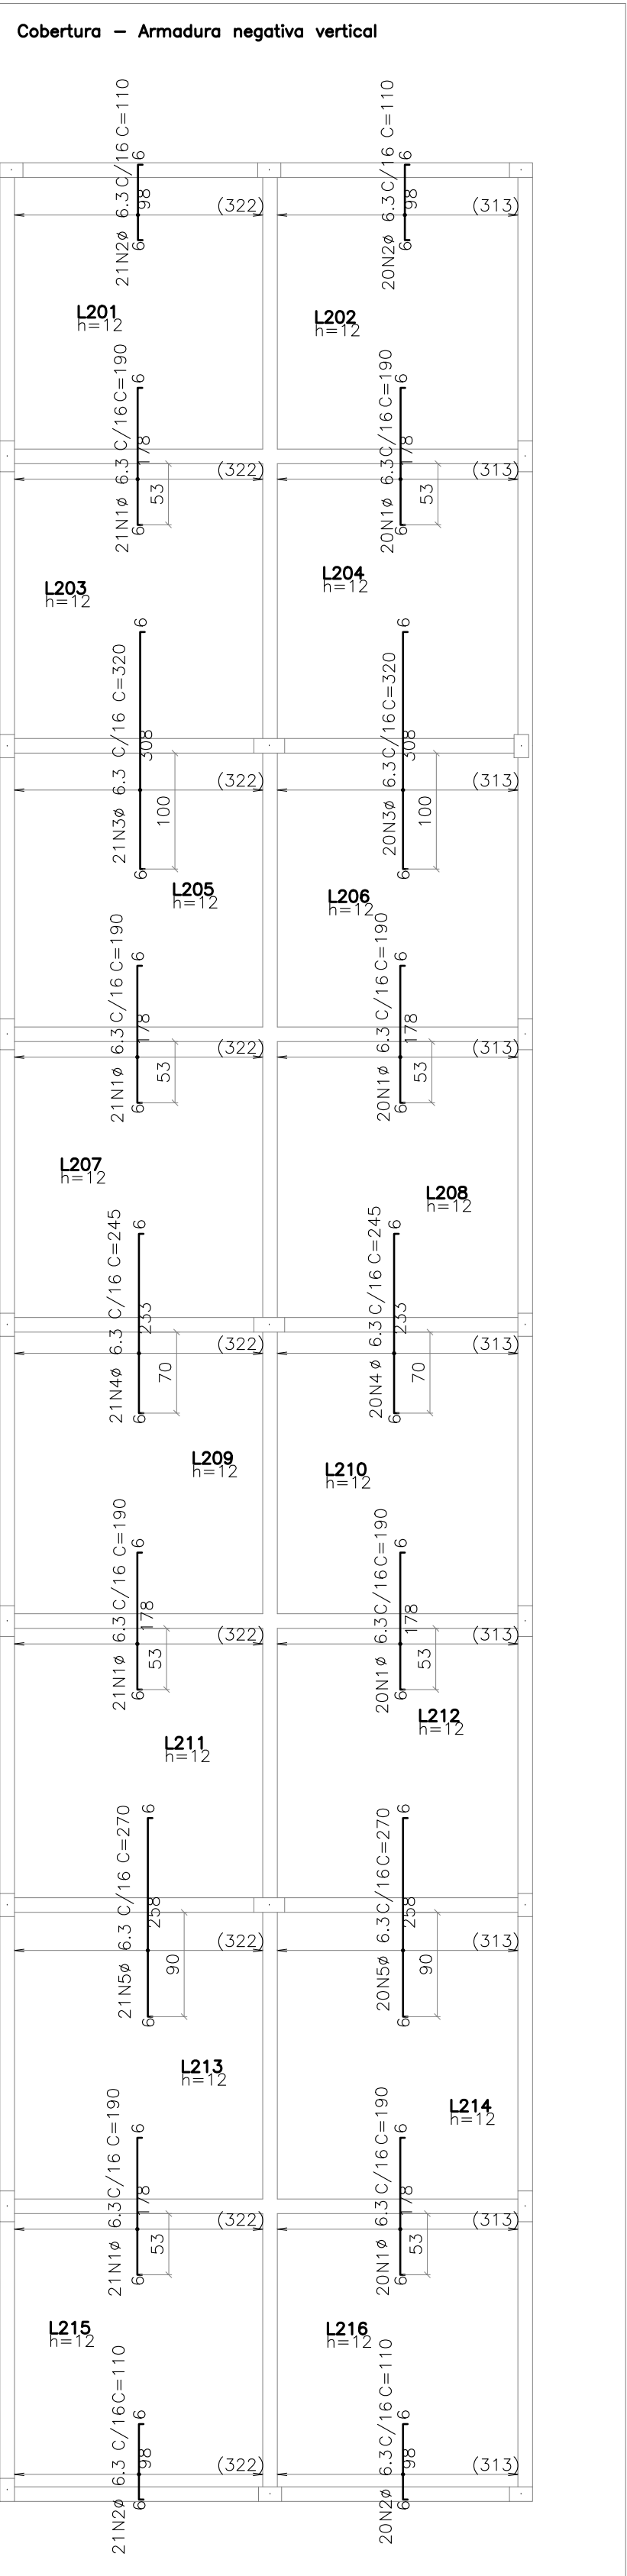 Cobertura – Armadura negativa vertical
21N2ø 6.3 C/16 C=110
6
98
6
(322)
20N2ø 6.3 C/16 C=110
6
98
6
(313)
L201
h=12
L202
h=12
21N1ø 6.3 C/16 C=190
6
178
6
53
(322)
20N1ø 6.3 C/16 C=190
6
178
6
53
(313)
L203
h=12
L204
h=12
21N3ø 6.3 C/16 C=320
6
308
6
100
(322)
20N3ø 6.3 C/16 C=320
6
308
6
100
(313)
L205
h=12
L206
h=12
21N1ø 6.3 C/16 C=190
6
178
6
53
(322)
20N1ø 6.3 C/16 C=190
6
178
6
53
(313)
L207
h=12
L208
h=12
21N4ø 6.3 C/16 C=245
6
233
6
70
(322)
20N4ø 6.3 C/16 C=245
6
233
6
70
(313)
L209
h=12
L210
h=12
21N1ø 6.3 C/16 C=190
6
178
6
53
(322)
20N1ø 6.3 C/16 C=190
6
178
6
53
(313)
L211
h=12
L212
h=12
21N5ø 6.3 C/16 C=270
6
258
6
90
(322)
20N5ø 6.3 C/16 C=270
6
258
6
90
(313)
L213
h=12
L214
h=12
21N1ø 6.3 C/16 C=190
6
178
6
53
(322)
20N1ø 6.3 C/16 C=190
6
178
6
53
(313)
L215
h=12
L216
h=12
21N2ø 6.3 C/16 C=110
6
98
6
(322)
20N2ø 6.3 C/16 C=110
6
98
6
(313)